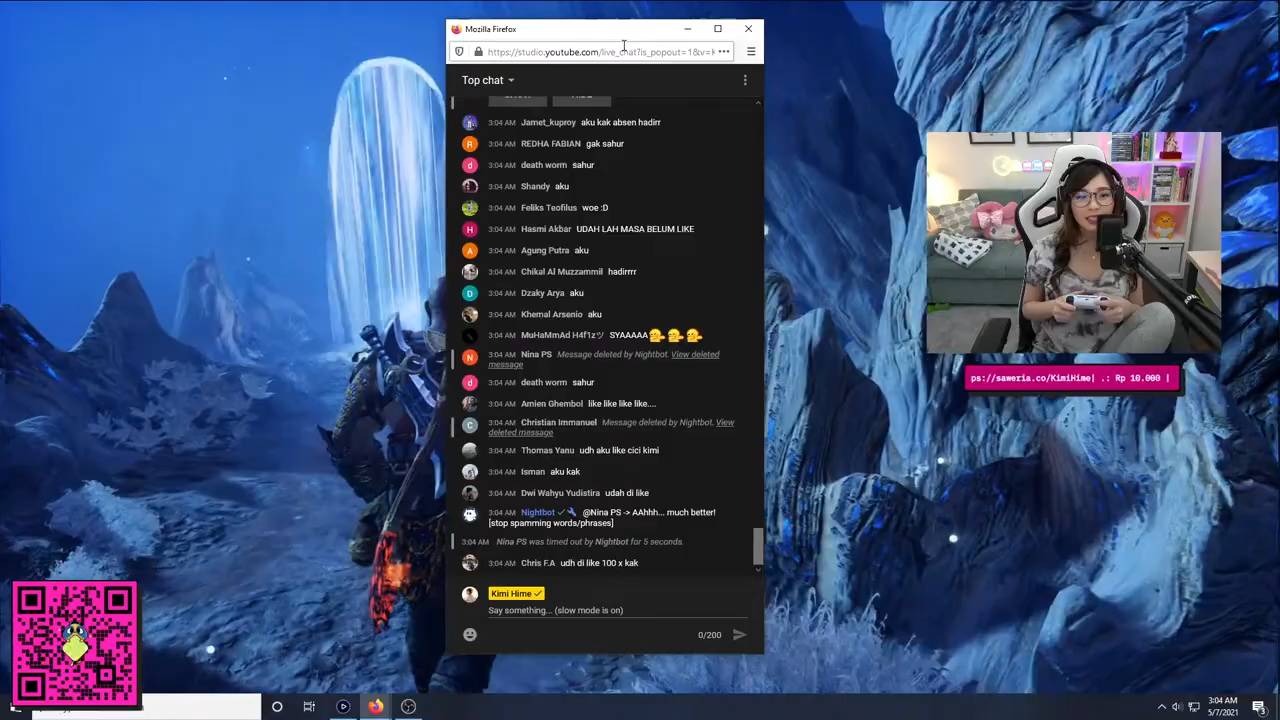 Mozilla Firefox
https://studio.youtube.com/live_chat?is_popout=1&v=
Top chat
3:04 AM Jamet_kuproy aku kak absen hadirr
3:04 AM REDHA FABIAN gak sahur
3:04 AM death worm sahur
3:04 AM Shandy aku
3:04 AM Feliks Teofilus woe :D
3:04 AM Hasmi Akbar UDAH LAH MASA BELUM LIKE
3:04 AM Agung Putra aku
3:04 AM Chikal Al Muzzammil hadirrrr
3:04 AM Dzaky Arya aku
3:04 AM Khemal Arsenio aku
3:04 AM MuHaMmAd H4f1zツ SYAAAAA
3:04 AM Nina PS Message deleted by Nightbot. View deleted
message
3:04 AM death worm sahur
3:04 AM Amien Ghembol like like like like....
3:04 AM Christian Immanuel Message deleted by Nightbot. View
deleted message
3:04 AM Thomas Yanu udh aku like cici kimi
3:04 AM Isman aku kak
3:04 AM Dwi Wahyu Yudistira udah di like
3:04 AM Nightbot @Nina PS -> AAhhh... much better!
[stop spamming words/phrases]
3:04 AM Nina PS was timed out by Nightbot for 5 seconds.
3:04 AM Chris F.A udh di like 100 x kak
Kimi Hime
Say something... (slow mode is on)
0/200
ps://saweria.co/KimiHime| .: Rp 10.000 |
3:04 AM
5/7/2021